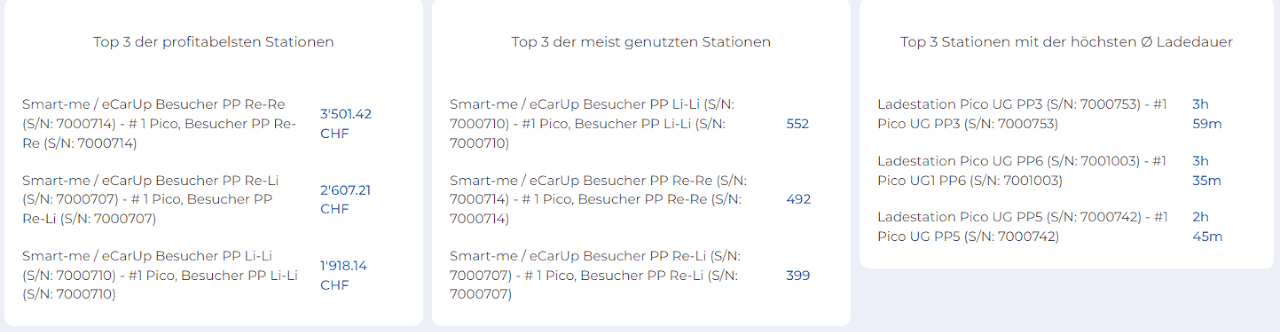 Top 3 der profitabelsten Stationen
Smart-me / eCarUp Besucher PP Re-Re
(S/N: 7000714) - # 1 Pico, Besucher PP Re-
Re (S/N: 7000714)
3'501.42
CHF
Smart-me / eCarUp Besucher PP Re-Li
(S/N: 7000707) - # 1 Pico, Besucher PP
Re-Li (S/N: 7000707)
2'607.21
CHF
Smart-me / eCarUp Besucher PP Li-Li
(S/N: 7000710) - #1 Pico, Besucher PP Li-Li
(S/N: 7000710)
1'918.14
CHF
Top 3 der meist genutzten Stationen
Smart-me / eCarUp Besucher PP Li-Li (S/N:
7000710) - #1 Pico, Besucher PP Li-Li (S/N:
7000710)
552
Smart-me / eCarUp Besucher PP Re-Re (S/N:
7000714) - # 1 Pico, Besucher PP Re-Re (S/N:
7000714)
492
Smart-me / eCarUp Besucher PP Re-Li (S/N:
7000707) - # 1 Pico, Besucher PP Re-Li (S/N:
7000707)
399
Top 3 Stationen mit der höchsten Ø Ladedauer
Ladestation Pico UG PP3 (S/N: 7000753) - #1
Pico UG PP3 (S/N: 7000753)
3h
59m
Ladestation Pico UG PP6 (S/N: 7001003) - #1
Pico UG1 PP6 (S/N: 7001003)
3h
35m
Ladestation Pico UG PP5 (S/N: 7000742) - #1
Pico UG PP5 (S/N: 7000742)
2h
45m